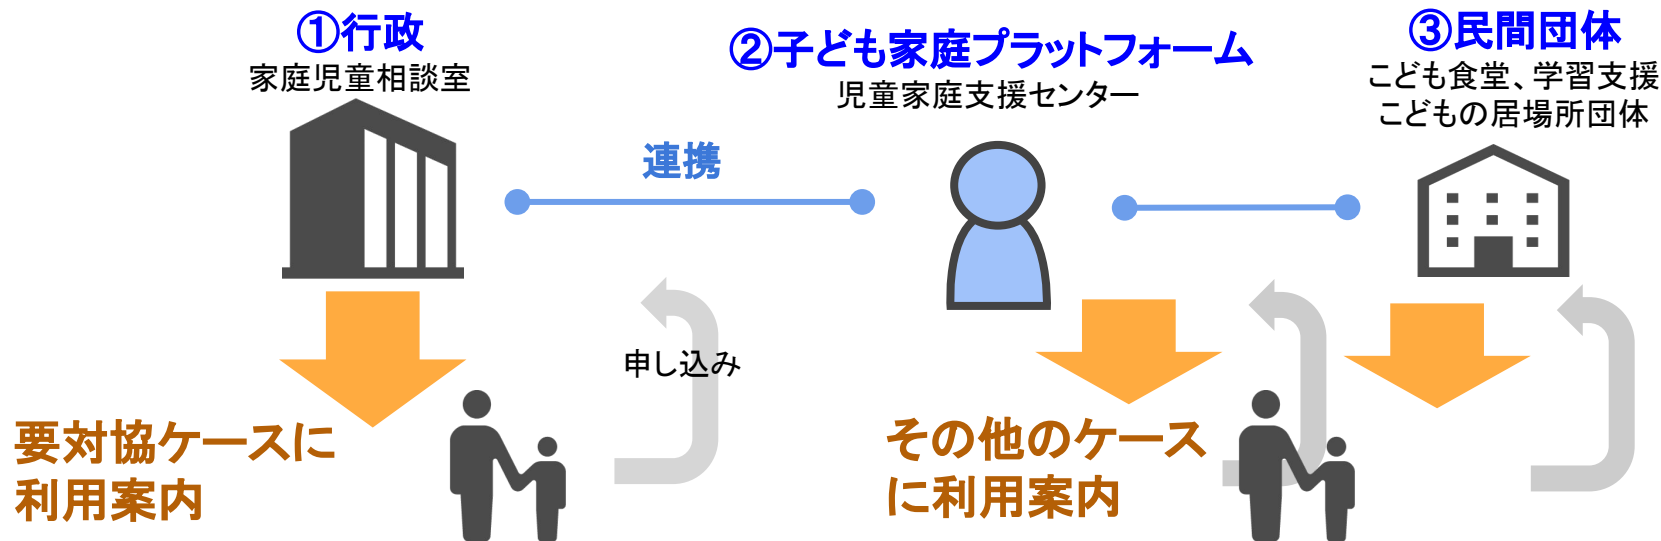 ①行政
家庭児童相談室
②子ども家庭プラットフォーム
児童家庭支援センター
③民間団体
こども食堂、学習支援
こどもの居場所団体
連携
申し込み
要対協ケースに
利用案内
その他のケース
に利用案内